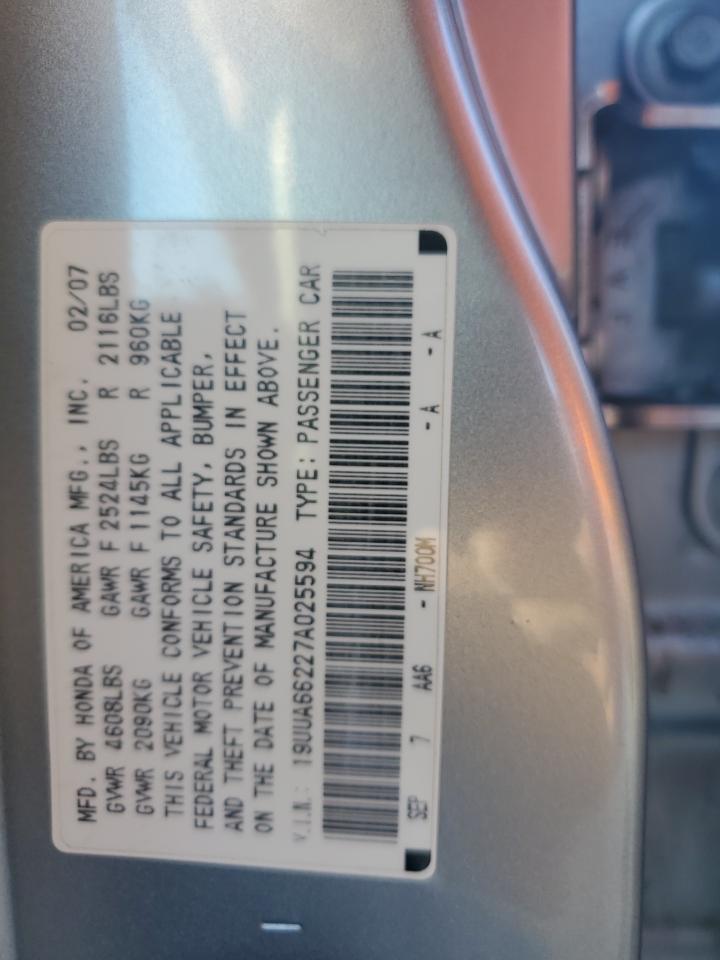 MFD. BY HONDA OF AMERICA MFG., INC. 02/07
GVWR 4608LBS GAWR F 2524LBS R 2116LBS
GVWR 2090KG GAWR F 1145KG R 960KG
THIS VEHICLE CONFORMS TO ALL APPLICABLE
FEDERAL MOTOR VEHICLE SAFETY, BUMPER,
AND THEFT PREVENTION STANDARDS IN EFFECT
ON THE DATE OF MANUFACTURE SHOWN ABOVE.
V.I.N.: 19UUA66227A025594 TYPE: PASSENGER CAR
SEP 7 AA6 - NH700M - A - A